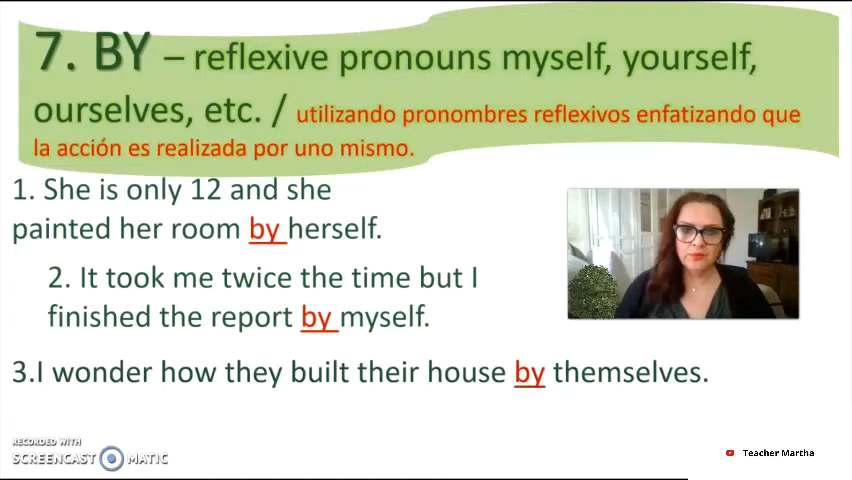 7. BY – reflexive pronouns myself, yourself,
ourselves, etc. / utilizando pronombres reflexivos enfatizando que
la acción es realizada por uno mismo.
1. She is only 12 and she
painted her room by herself.
2. It took me twice the time but I
finished the report by myself.
3.I wonder how they built their house by themselves.
RECORDED WITH
SCREENCAST MATIC
Teacher Martha